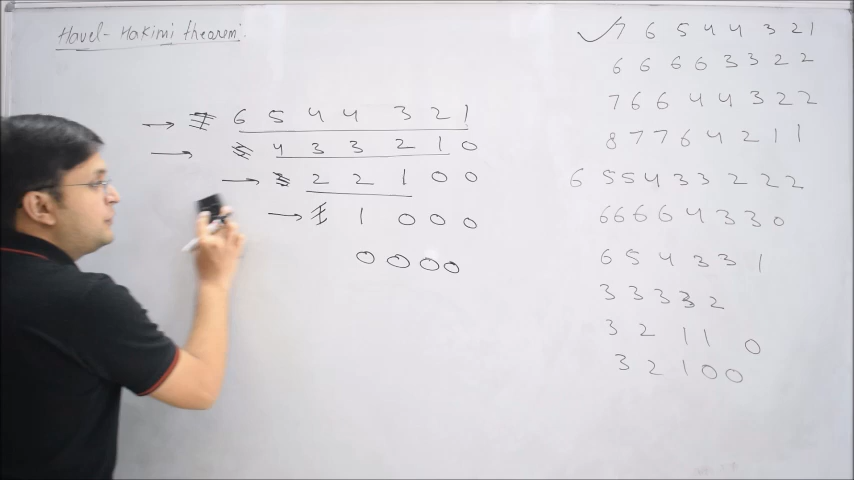 Havel-Hakimi theorem.
7 6 5 4 4 3 2 1
5 4 3 3 2 1 0
3 2 2 1 0 0
1 1 0 0 0
0 0 0 0
7 6 5 4 4 3 2 1
6 6 6 6 3 3 2 2
7 6 6 4 4 3 2 2
8 7 7 6 4 2 1 1
6 5 5 4 3 3 2 2 2
6 6 6 6 4 3 3 0
6 5 4 3 3 1
3 3 3 3 2
3 2 1 1 0
3 2 1 0 0